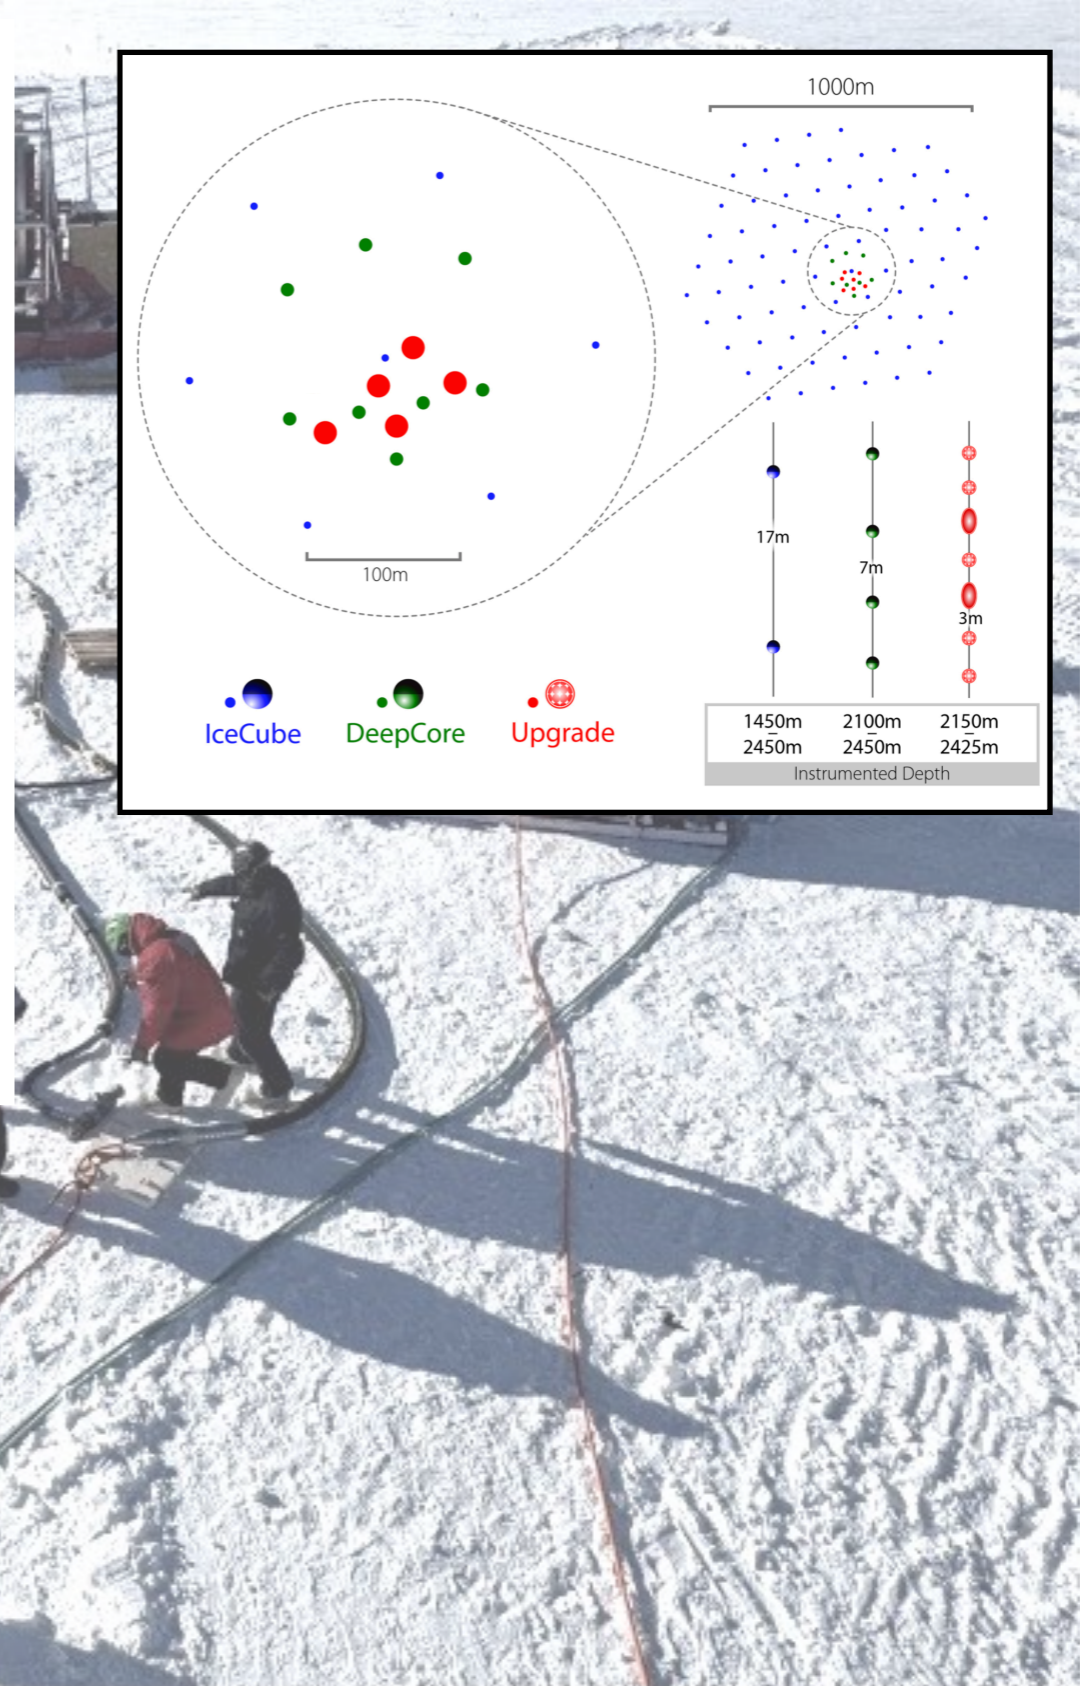 1000m
100m
17m
7m
3m
IceCube
DeepCore
Upgrade
1450m
–
2450m
2100m
–
2450m
2150m
–
2425m
Instrumented Depth